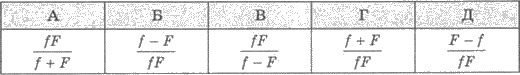 А Б В Г Д
fF/(f + F) (f − F)/fF fF/(f − F) (f + F)/fF (F − f)/fF